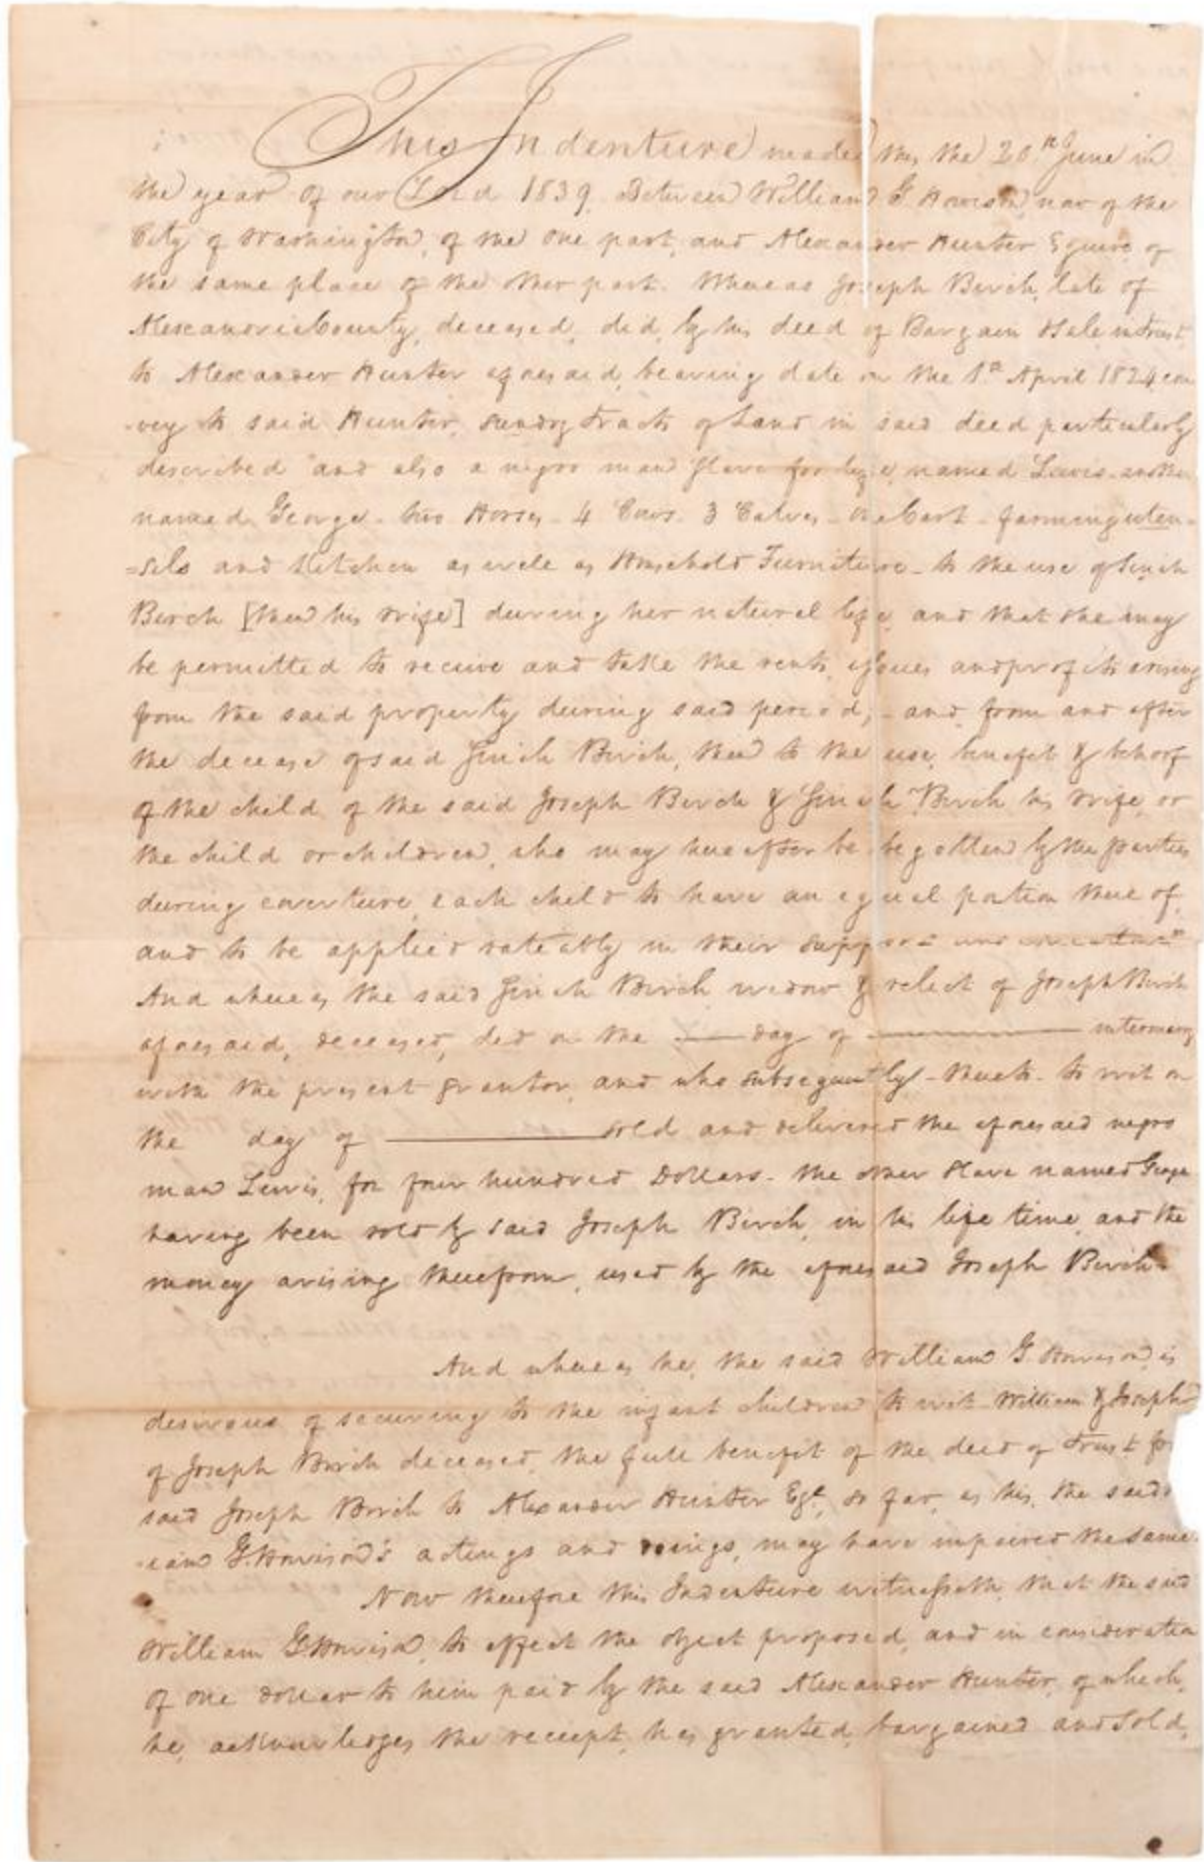 This Indenture made this the 20th June in
the year of our Lord 1839. Between William G. Howison, now of the
City of Washington, of the one part, and Alexander Hunter Esquire of
the same place of the other part. Whereas Joseph Birch, late of
Alexandria County, deceased, did, by his deed of Bargain & Sale in Trust
to Alexander Hunter aforesaid, bearing date on the 1st April 1824, con
-vey to said Hunter, sundry tracts of Land in said deed particularly
described and also a negro man slave for life, named Lewis another
named George - two Horses - 4 Cows - 3 Calves - one Cart - farming uten
=sils and Kitchen as well as Household Furniture - to the use of
Birch [then his wife] during her natural life, and that she may
be permitted to receive and take the rents, issues and profits arising
from the said property during said period, - and, from and after
the decease of said Birch, then to the use, benefit & behoof
of the child of the said Joseph Birch & Birch his wife, or
the child or children, who may hereafter be begotten by the parties
during coverture, each child to have an equal portion there of,
and to be applied rateably in their support and
And whereas the said Birch widow & relict of Joseph Birch
aforesaid, deceased, did on the —— day of ———— intermarry
with the present grantor, and who subsequently - thereto - to wit on
the day of ———— sold and delivered the aforesaid negro
man Lewis, for four hundred Dollars - the other slave named George
having been sold by said Joseph Birch, in his life time, and the
money arising therefrom, used by the aforesaid Joseph Birch.
And whereas he, the said William G. Howison, is
desirous of securing to the infant children to wit - William & Joseph
of Joseph Birch deceased, the full benefit of the deed of Trust
said Joseph Birch to Alexander Hunter Esqr, so far, as his, the said
-iam G. Howison's actings and doings, may have impaired the same.
Now therefore this Indenture witnesseth, that the said
William G. Howison, to effect the object proposed, and in consideration
of one dollar to him paid by the said Alexander Hunter, of which,
he, acknowledges the receipt, has granted, bargained and sold,